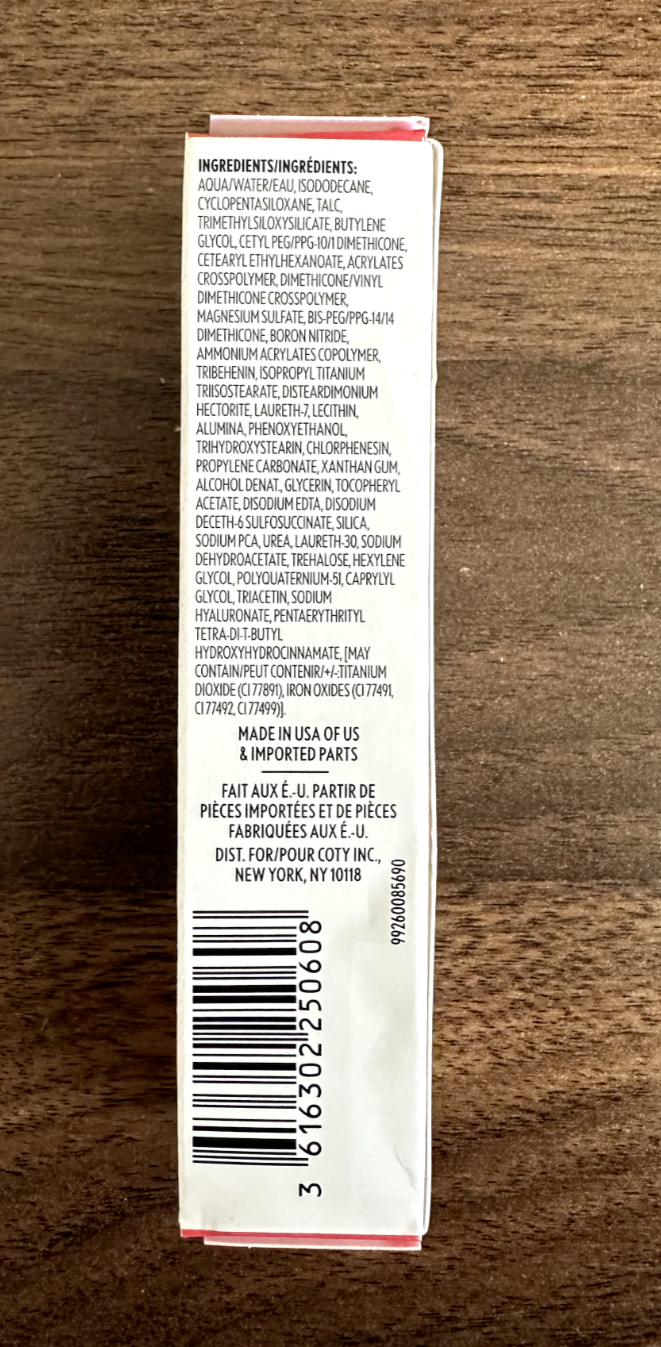 INGREDIENTS/INGRÉDIENTS:
AQUA/WATER/EAU, ISODODECANE,
CYCLOPENTASILOXANE, TALC,
TRIMETHYLSILOXYSILICATE, BUTYLENE
GLYCOL, CETYL PEG/PPG-10/1 DIMETHICONE,
CETEARYL ETHYLHEXANOATE, ACRYLATES
CROSSPOLYMER, DIMETHICONE/VINYL
DIMETHICONE CROSSPOLYMER,
MAGNESIUM SULFATE, BIS-PEG/PPG-14/14
DIMETHICONE, BORON NITRIDE,
AMMONIUM ACRYLATES COPOLYMER,
TRIBEHENIN, ISOPROPYL TITANIUM
TRIISOSTEARATE, DISTEARDIMONIUM
HECTORITE, LAURETH-7, LECITHIN,
ALUMINA, PHENOXYETHANOL,
TRIHYDROXYSTEARIN, CHLORPHENESIN,
PROPYLENE CARBONATE, XANTHAN GUM,
ALCOHOL DENAT., GLYCERIN, TOCOPHERYL
ACETATE, DISODIUM EDTA, DISODIUM
DECETH-6 SULFOSUCCINATE, SILICA,
SODIUM PCA, UREA, LAURETH-30, SODIUM
DEHYDROACETATE, TREHALOSE, HEXYLENE
GLYCOL, POLYQUATERNIUM-51, CAPRYLYL
GLYCOL, TRIACETIN, SODIUM
HYALURONATE, PENTAERYTHRITYL
TETRA-DI-T-BUTYL
HYDROXYHYDROCINNAMATE, [MAY
CONTAIN/PEUT CONTENIR/+/-:TITANIUM
DIOXIDE (CI 77891), IRON OXIDES (CI 77491,
CI 77492, CI 77499)].
MADE IN USA OF US
& IMPORTED PARTS
FAIT AUX É.-U. PARTIR DE
PIÈCES IMPORTÉES ET DE PIÈCES
FABRIQUÉES AUX É.-U.
DIST. FOR/POUR COTY INC.,
NEW YORK, NY 10118
99260085690
3 616302 250608